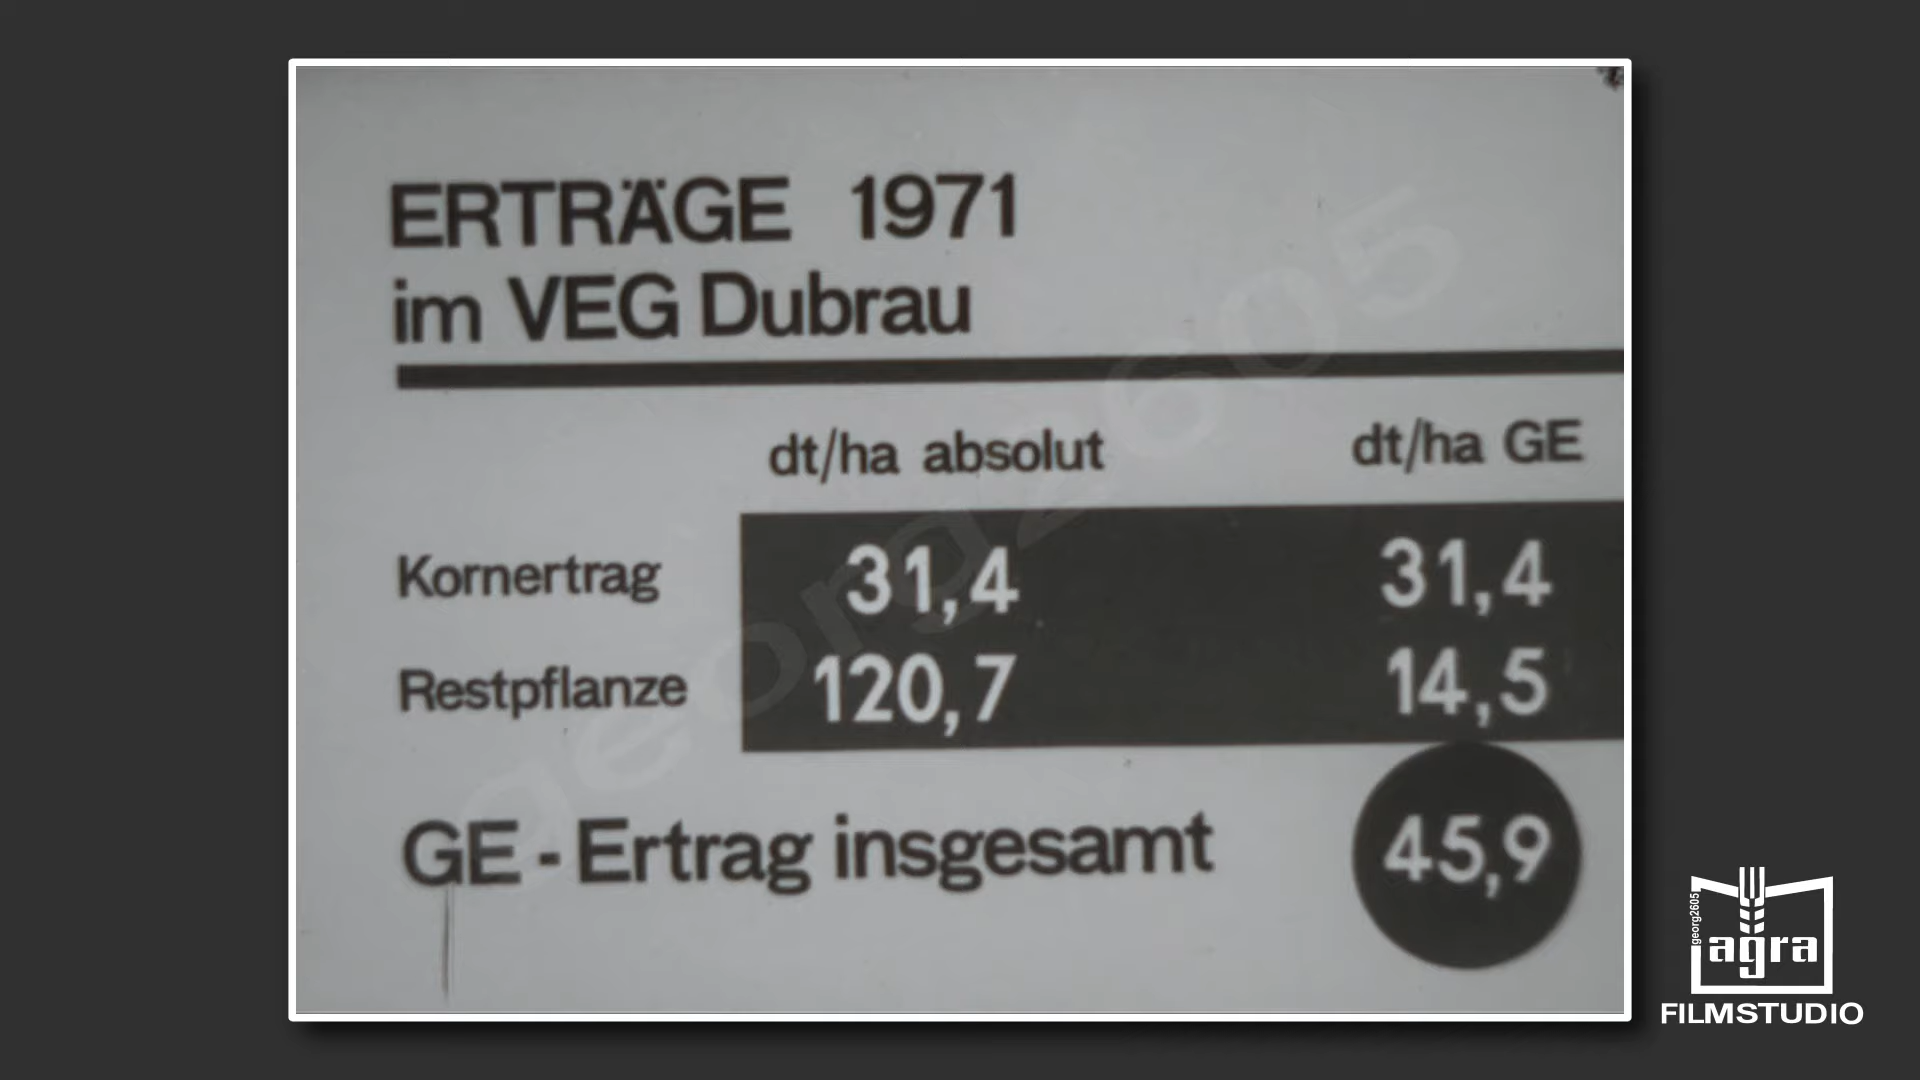 ERTRÄGE 1971
im VEG Dubrau
dt/ha absolut dt/ha GE
Kornertrag 31,4 31,4
Restpflanze 120,7 14,5
GE - Ertrag insgesamt 45,9
georg2605
georg2605
agra
FILMSTUDIO